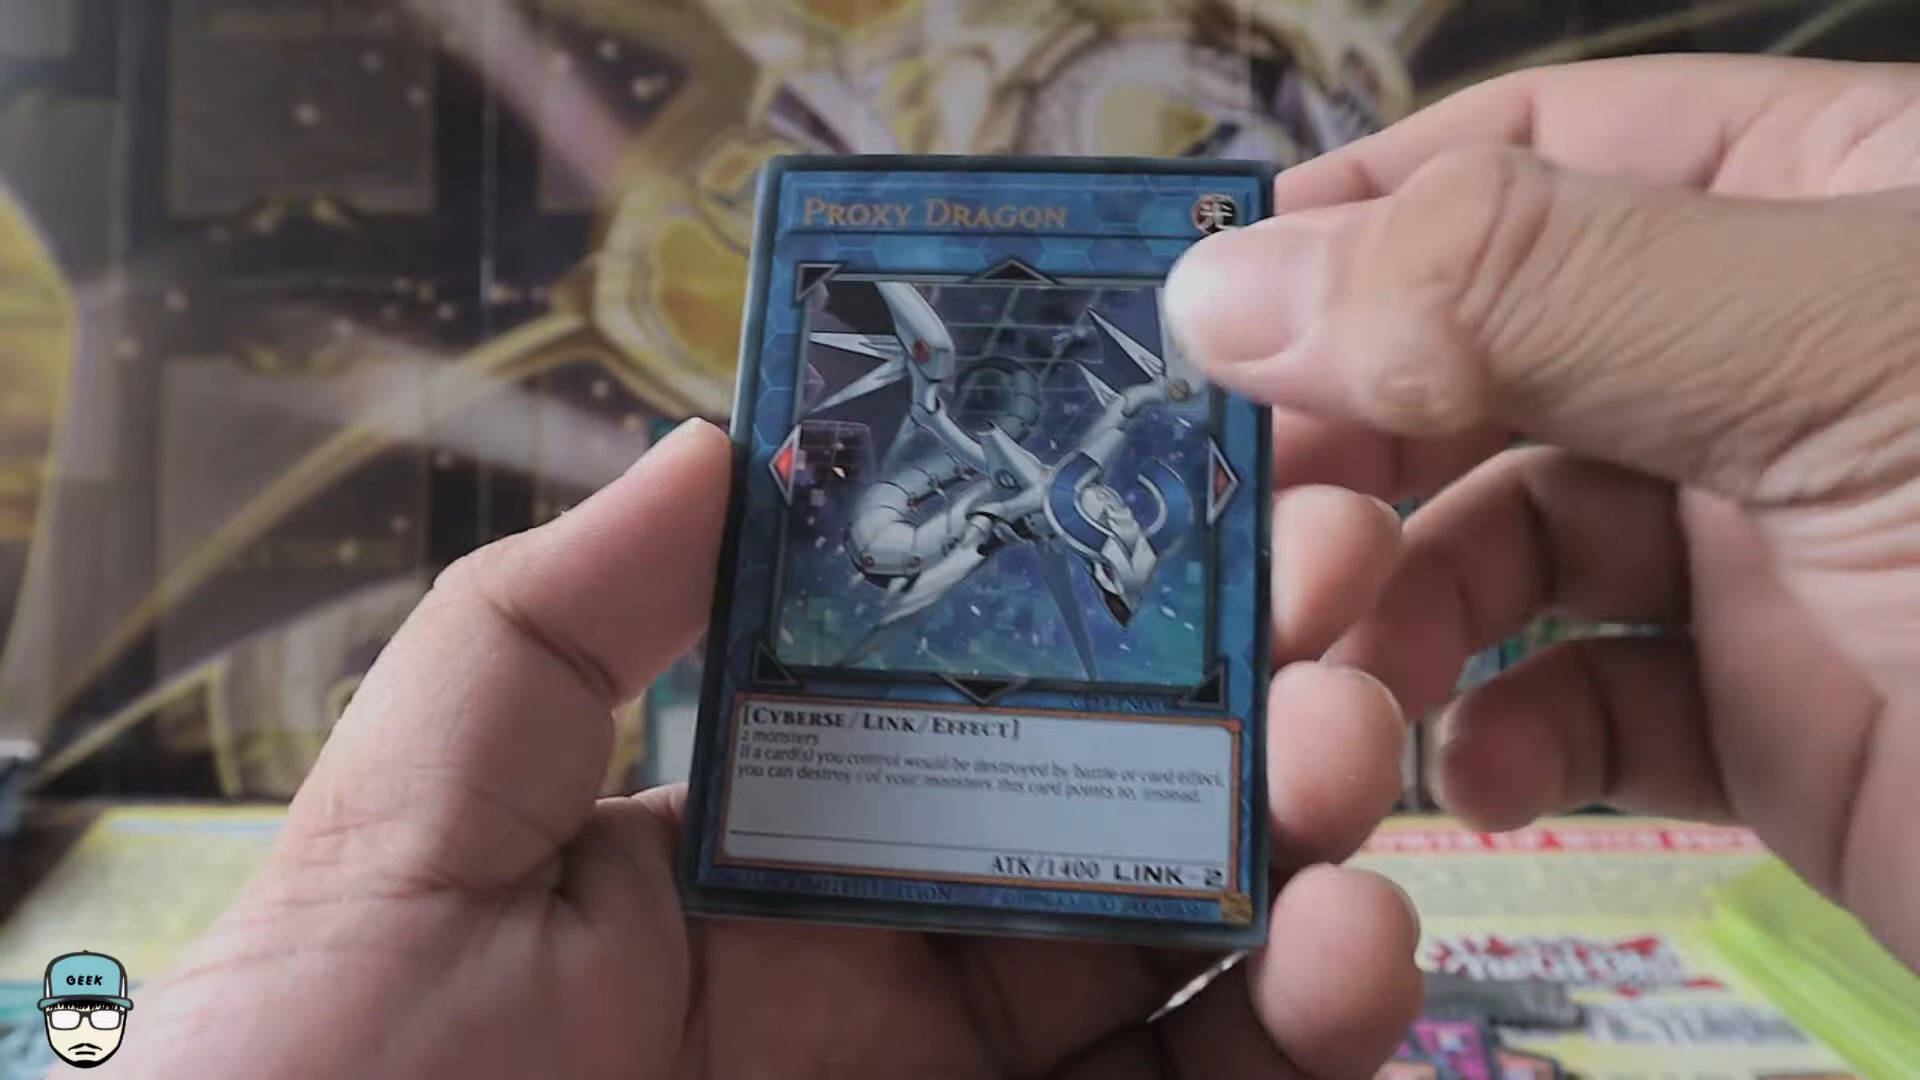 PROXY DRAGON
[CYBERSE/LINK/EFFECT]
2 monsters
If a card(s) you control would be destroyed by battle or card effect,
you can destroy 1 of your monsters this card points to, instead.
ATK/1400 LINK-2
GEEK